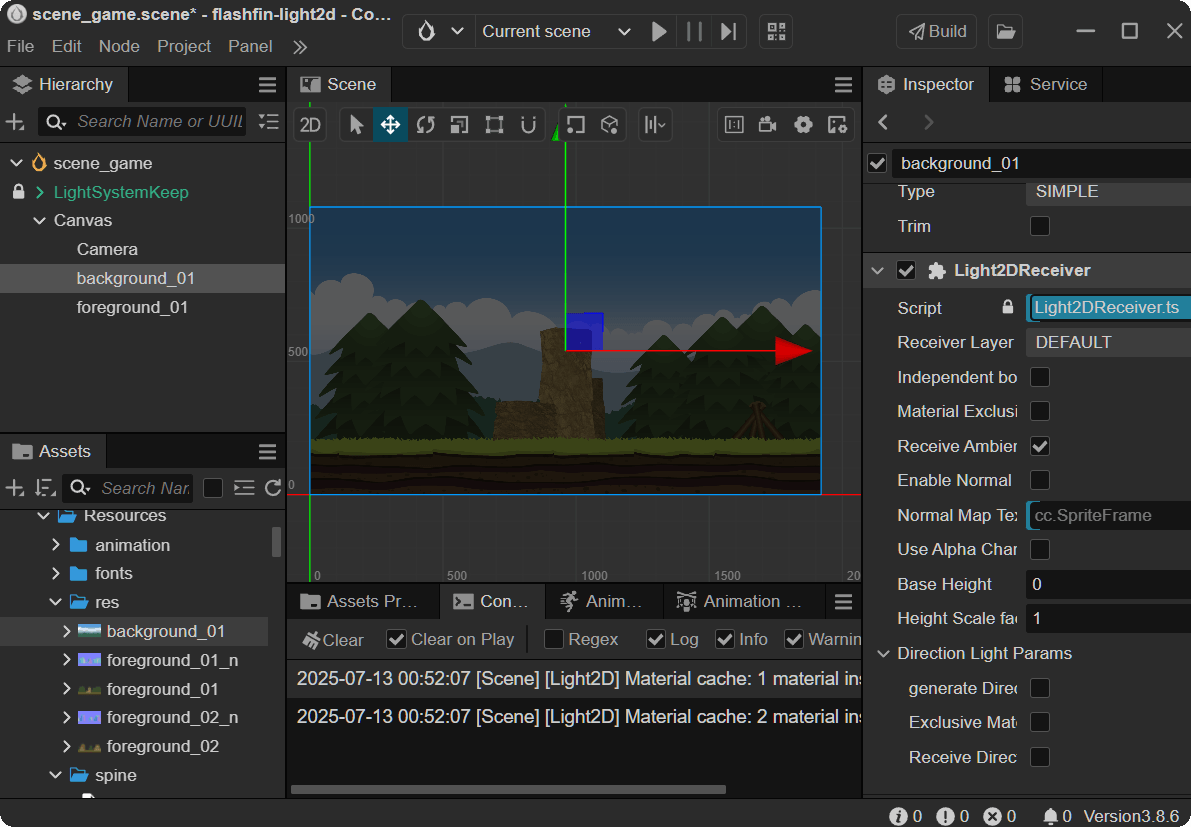 scene_game.scene* - flashfin-light2d - Co...
File Edit Node Project Panel
Current scene
Build
Hierarchy
Search Name or UUI
scene_game
LightSystemKeep
Canvas
Camera
background_01
foreground_01
Assets
Search Nar
Resources
animation
fonts
res
background_01
foreground_01_n
foreground_01
foreground_02_n
foreground_02
spine
Scene
2D
1000
500
0
0
500
1000
1500
20
Assets Pr...
Con...
Anim...
Animation ...
Clear
Clear on Play
Regex
Log
Info
Warnin
2025-07-13 00:52:07 [Scene] [Light2D] Material cache: 1 material ins
2025-07-13 00:52:07 [Scene] [Light2D] Material cache: 2 material ins
Inspector
Service
background_01
Type SIMPLE
Trim
Light2DReceiver
Script Light2DReceiver.ts
Receiver Layer DEFAULT
Independent bo
Material Exclusi
Receive Ambier
Enable Normal
Normal Map Tex cc.SpriteFrame
Use Alpha Char
Base Height 0
Height Scale fac 1
Direction Light Params
generate Direc
Exclusive Mate
Receive Direc
0 0 0 0 Version3.8.6